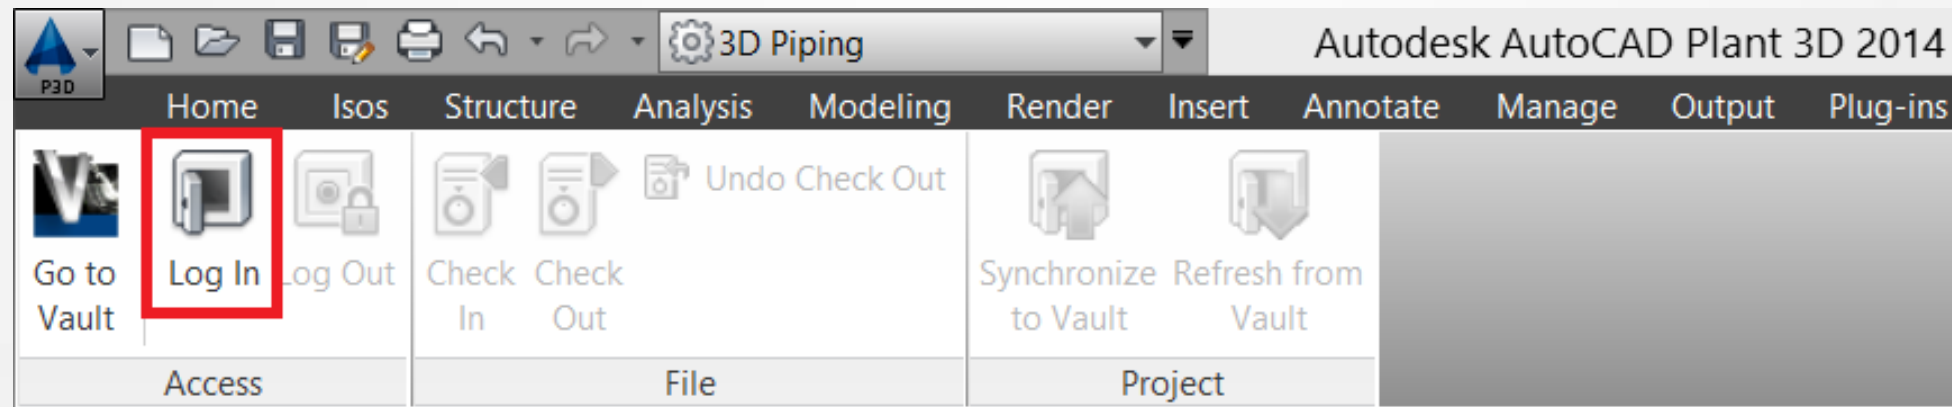 3D Piping
Autodesk AutoCAD Plant 3D 2014
P3D
Home Isos Structure Analysis Modeling Render Insert Annotate Manage Output Plug-ins
Go to
Vault
Log In
Log Out
Check
In
Check
Out
Undo Check Out
Synchronize
to Vault
Refresh from
Vault
Access
File
Project